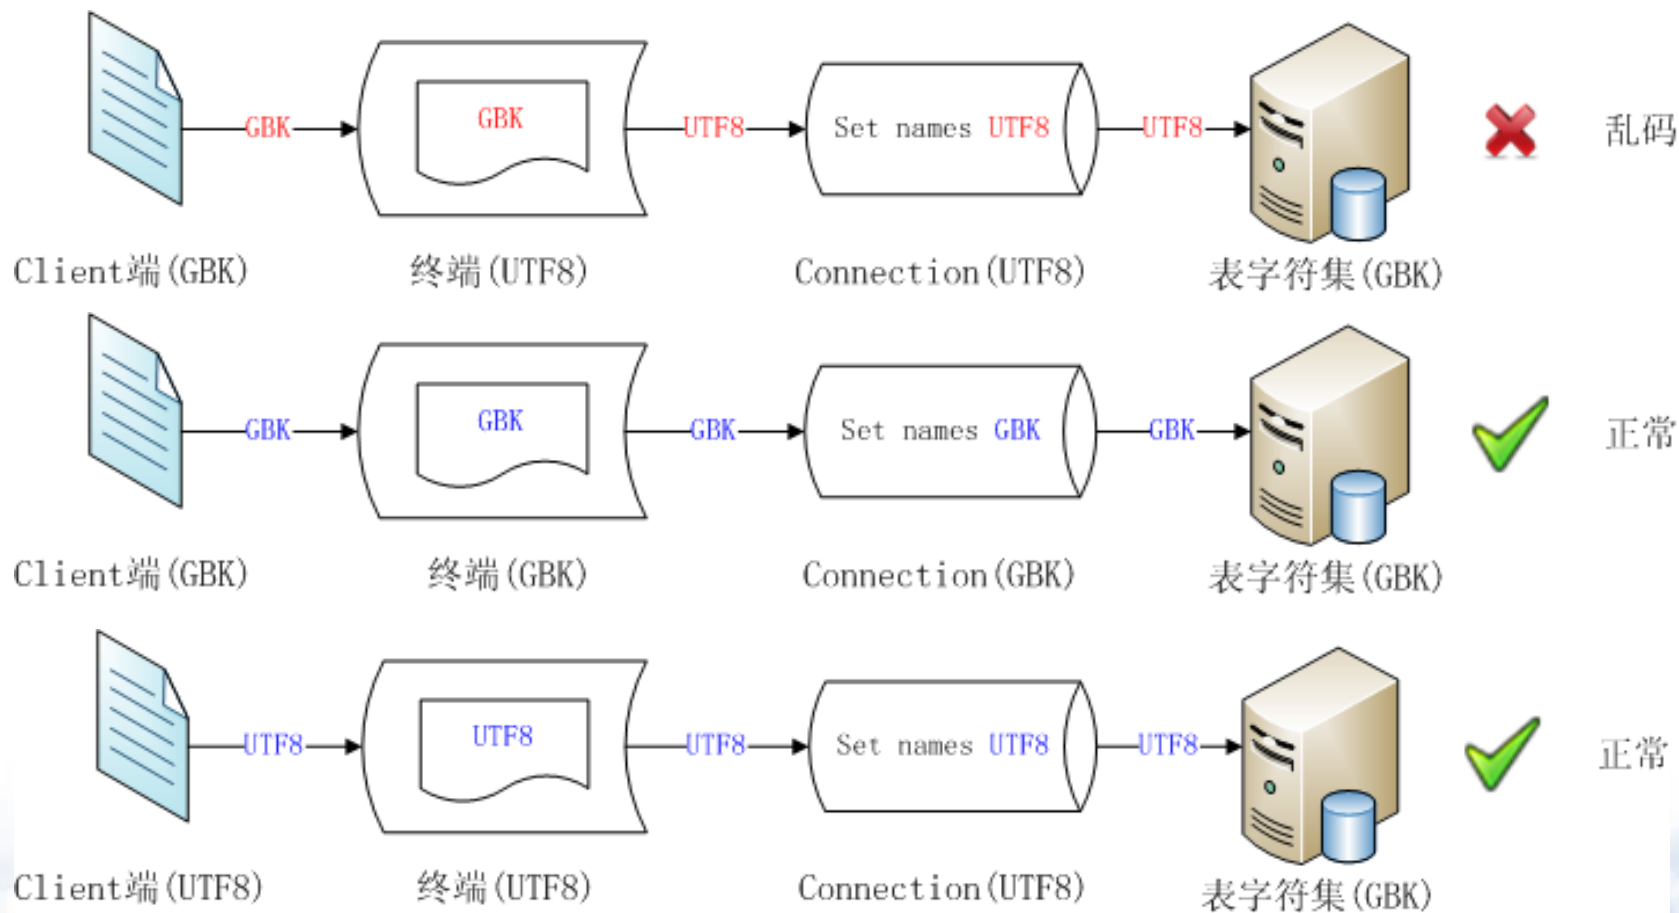 GBK
GBK
UTF8
Set names UTF8
UTF8
乱码
Client端(GBK)
终端(UTF8)
Connection(UTF8)
表字符集(GBK)
GBK
GBK
GBK
Set names GBK
GBK
正常
Client端(GBK)
终端(GBK)
Connection(GBK)
表字符集(GBK)
UTF8
UTF8
UTF8
Set names UTF8
UTF8
正常
Client端(UTF8)
终端(UTF8)
Connection(UTF8)
表字符集(GBK)